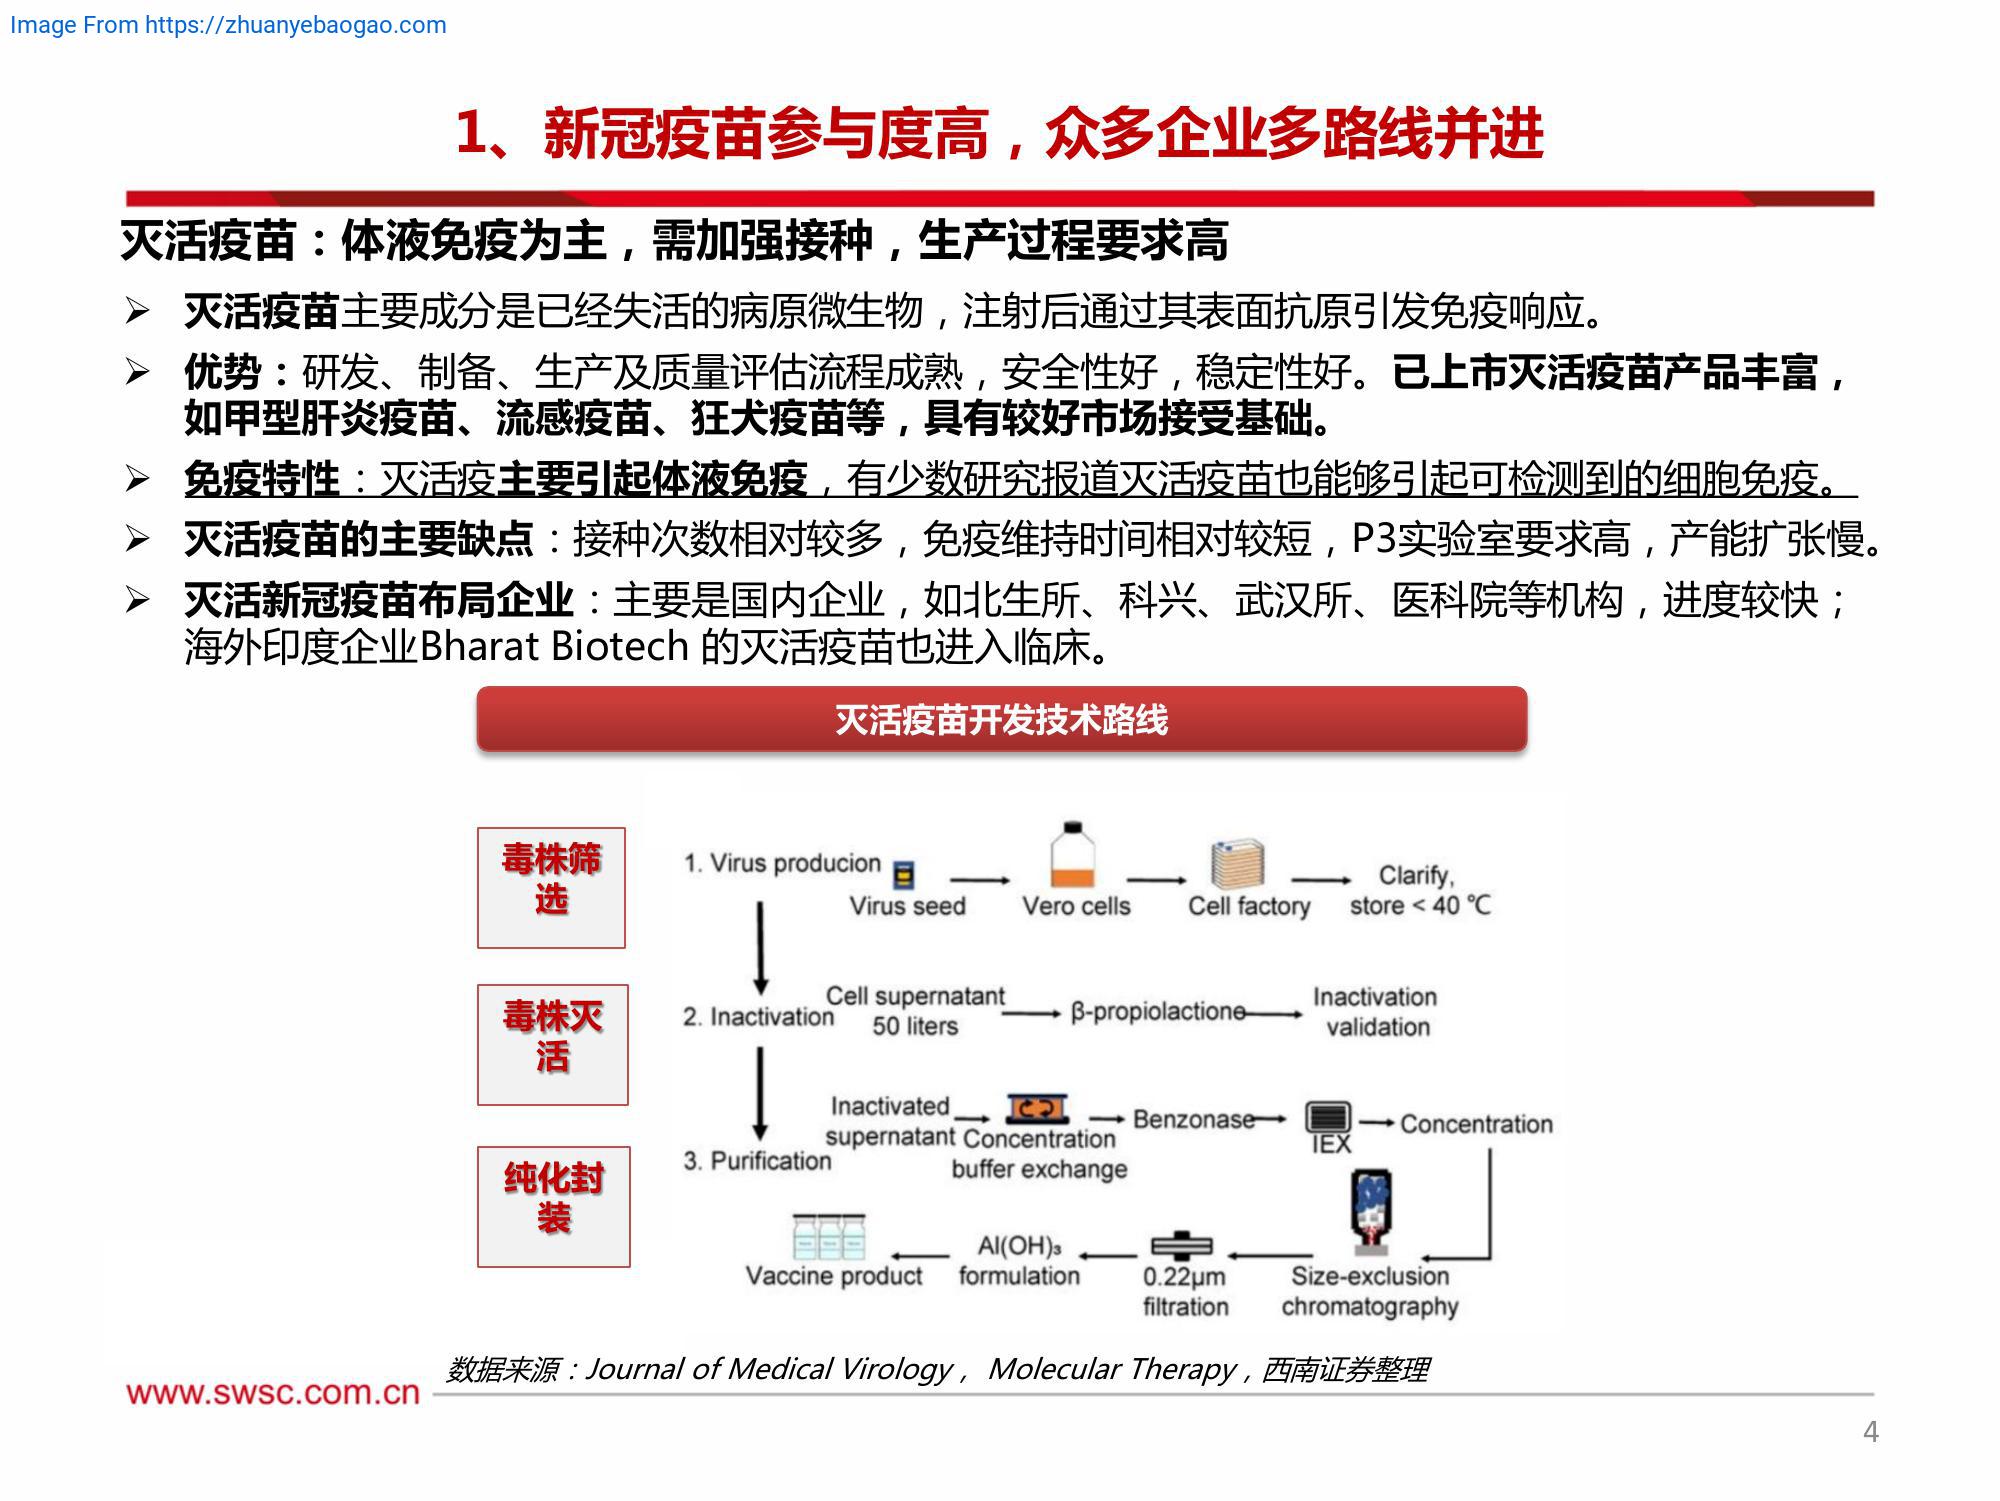 Image From https://zhuanyebaogao.com
1、新冠疫苗参与度高，众多企业多路线并进
灭活疫苗：体液免疫为主，需加强接种，生产过程要求高
➢ 灭活疫苗主要成分是已经失活的病原微生物，注射后通过其表面抗原引发免疫响应。
➢ 优势：研发、制备、生产及质量评估流程成熟，安全性好，稳定性好。已上市灭活疫苗产品丰富，
如甲型肝炎疫苗、流感疫苗、狂犬疫苗等，具有较好市场接受基础。
➢ 免疫特性：灭活疫主要引起体液免疫，有少数研究报道灭活疫苗也能够引起可检测到的细胞免疫。
➢ 灭活疫苗的主要缺点：接种次数相对较多，免疫维持时间相对较短，P3实验室要求高，产能扩张慢。
➢ 灭活新冠疫苗布局企业：主要是国内企业，如北生所、科兴、武汉所、医科院等机构，进度较快；
海外印度企业Bharat Biotech 的灭活疫苗也进入临床。
灭活疫苗开发技术路线
毒株筛
选
1. Virus producion
Virus seed
Vero cells
Cell factory
Clarify,
store < 40 ℃
毒株灭
活
2. Inactivation
Cell supernatant
50 liters
β-propiolactione
Inactivation
validation
纯化封
装
3. Purification
Inactivated
supernatant
Concentration
buffer exchange
Benzonase
IEX
Concentration
Size-exclusion
chromatography
0.22μm
filtration
Al(OH)₃
formulation
Vaccine product
数据来源：Journal of Medical Virology， Molecular Therapy，西南证券整理
www.swsc.com.cn
4